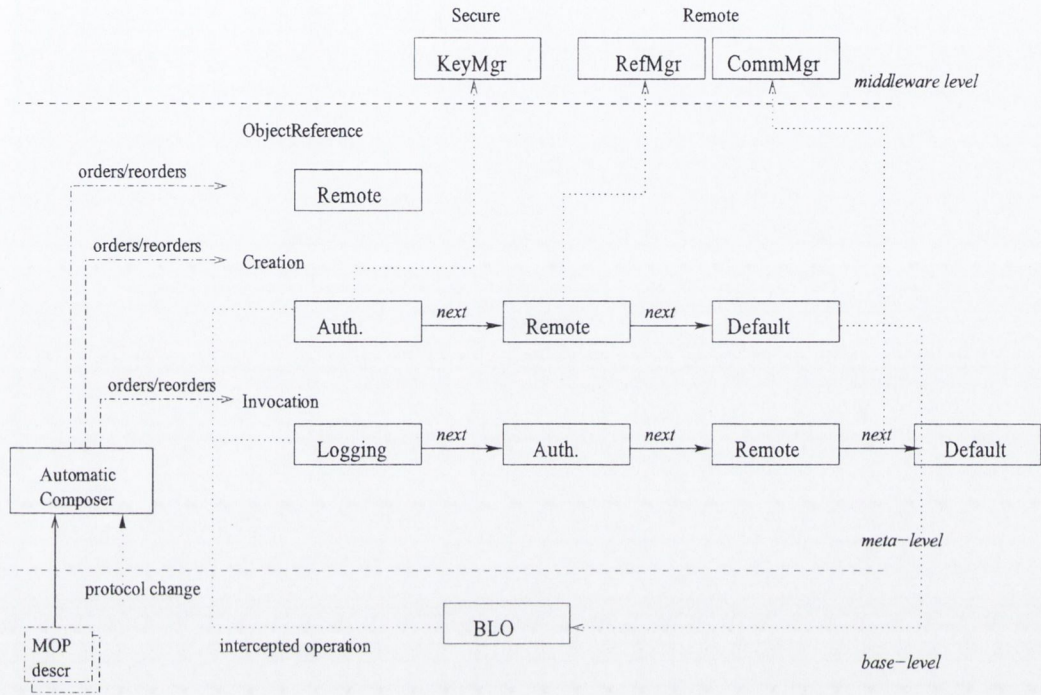 Secure
Remote
KeyMgr
RefMgr
CommMgr
middleware level
ObjectReference
orders/reorders
Remote
orders/reorders
Creation
Auth.
next
Remote
next
Default
orders/reorders
Invocation
Logging
next
Auth.
next
Remote
next
Default
Automatic
Composer
meta-level
protocol change
MOP
descr
intercepted operation
BLO
base-level